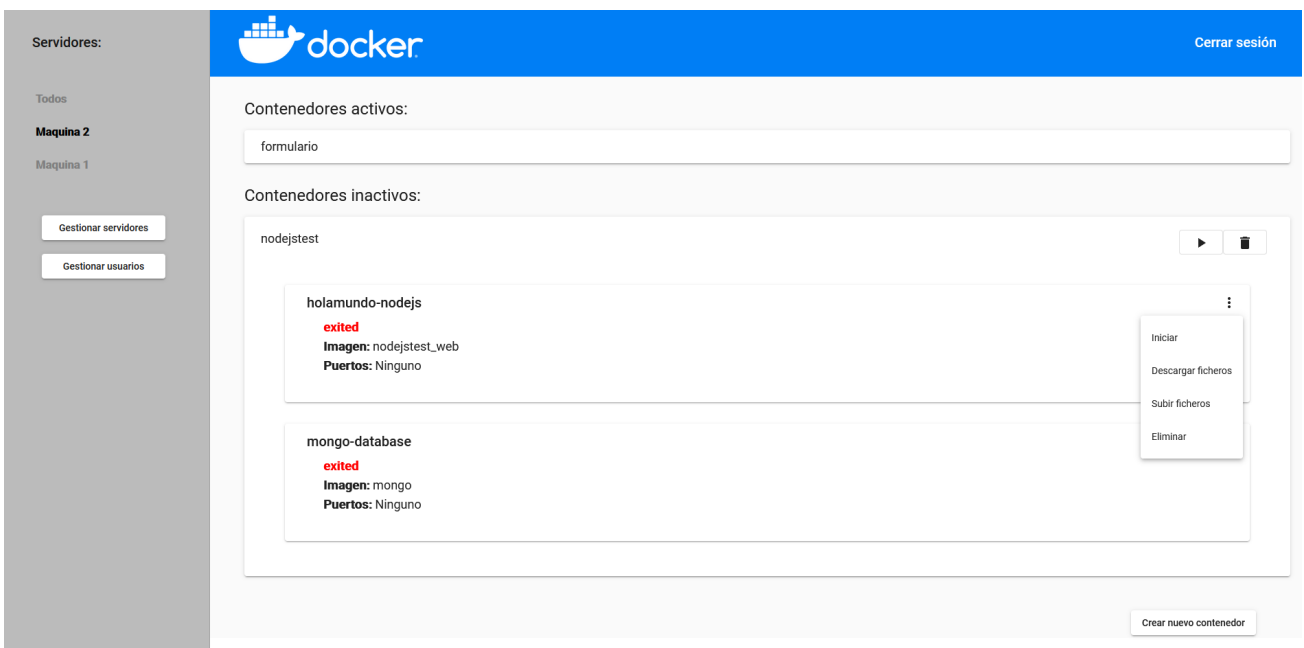 Servidores:
Todos
Maquina 2
Maquina 1
Gestionar servidores
Gestionar usuarios
docker
Cerrar sesión
Contenedores activos:
formulario
Contenedores inactivos:
nodejstest
holamundo-nodejs
exited
Imagen: nodejstest_web
Puertos: Ninguno
Iniciar
Descargar ficheros
Subir ficheros
Eliminar
mongo-database
exited
Imagen: mongo
Puertos: Ninguno
Crear nuevo contenedor